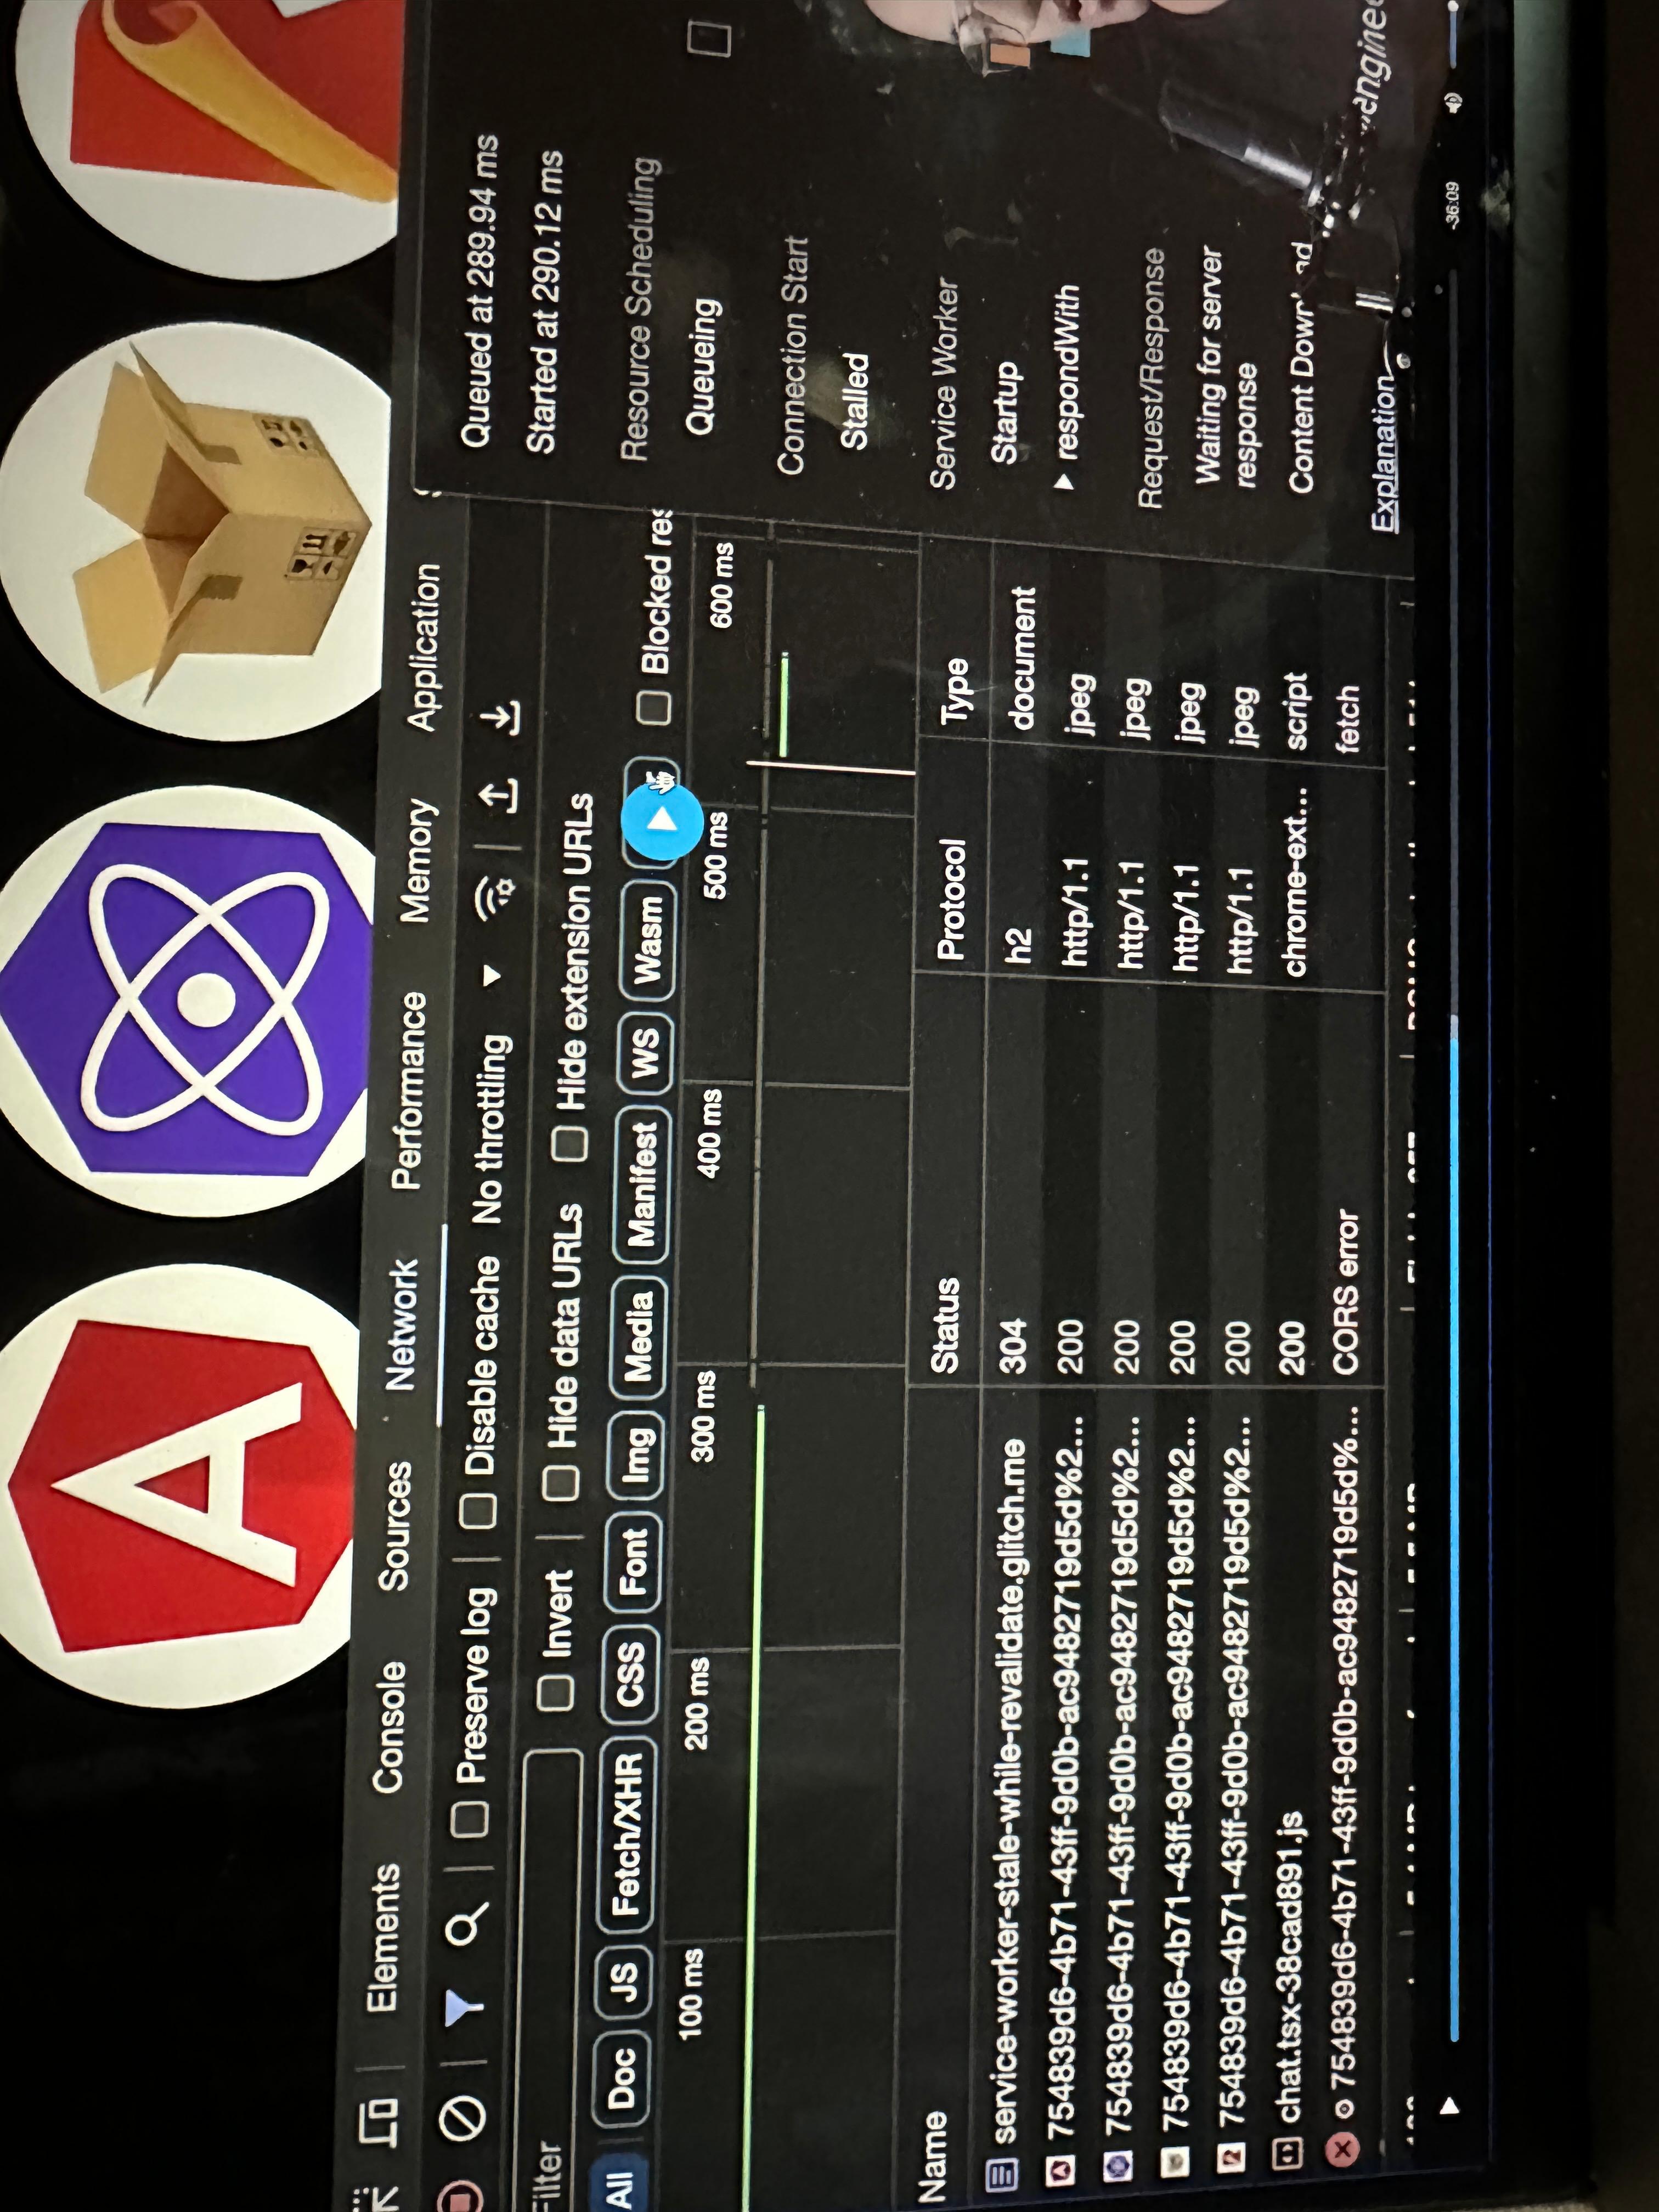 Elements Console Sources Network Performance Memory Application
Preserve log Disable cache No throttling
Invert Hide data URLs Hide extension URLs
All Doc JS Fetch/XHR CSS Font Img Media Manifest WS Wasm Blocked
100 ms 200 ms 300 ms 400 ms 500 ms 600 ms
Name Status Protocol Type
service-worker-stale-while-revalidate.glitch.me 304 h2 document
754839d6-4b71-43ff-9d0b-ac9482719d5d%2... 200 http/1.1 jpeg
754839d6-4b71-43ff-9d0b-ac9482719d5d%2... 200 http/1.1 jpeg
754839d6-4b71-43ff-9d0b-ac9482719d5d%2... 200 http/1.1 jpeg
754839d6-4b71-43ff-9d0b-ac9482719d5d%2... 200 http/1.1 jpeg
chat.tsx-38cad891.js 200 chrome-ext... script
754839d6-4b71-43ff-9d0b-ac9482719d5d%... CORS error fetch
Queued at 289.94 ms
Started at 290.12 ms
Resource Scheduling
Queueing
Connection Start
Stalled
Service Worker
Startup
respondWith
Request/Response
Waiting for server
response
Content
Explanation
-36:09